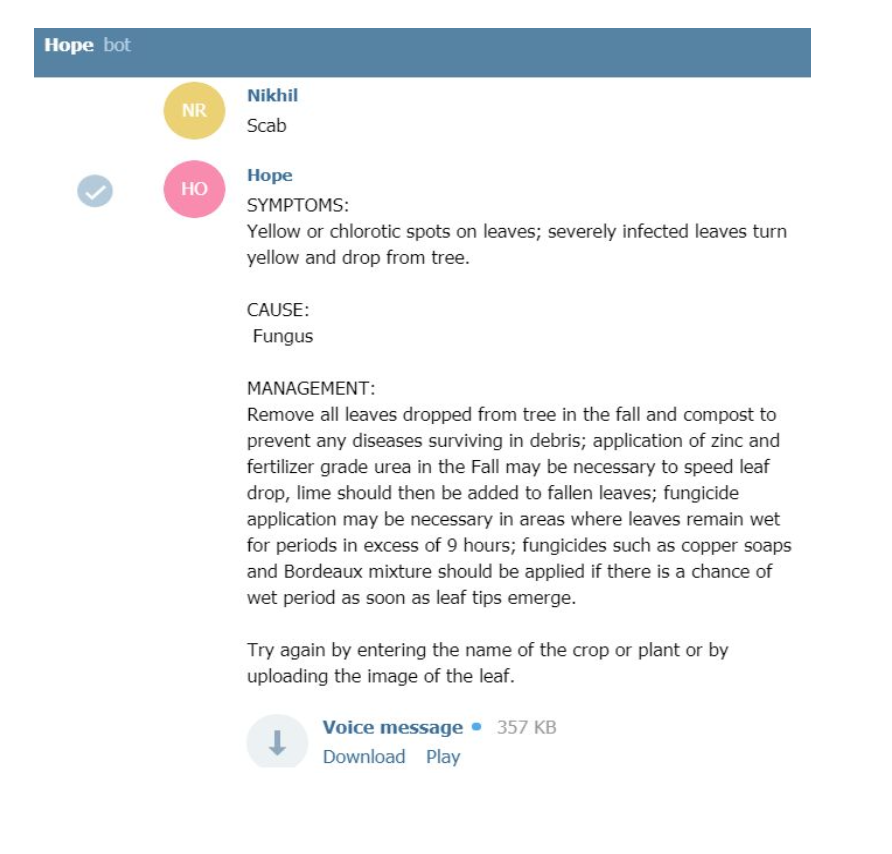 Hope bot
NR
Nikhil
Scab
HO
Hope
SYMPTOMS:
Yellow or chlorotic spots on leaves; severely infected leaves turn
yellow and drop from tree.
CAUSE:
Fungus
MANAGEMENT:
Remove all leaves dropped from tree in the fall and compost to
prevent any diseases surviving in debris; application of zinc and
fertilizer grade urea in the Fall may be necessary to speed leaf
drop, lime should then be added to fallen leaves; fungicide
application may be necessary in areas where leaves remain wet
for periods in excess of 9 hours; fungicides such as copper soaps
and Bordeaux mixture should be applied if there is a chance of
wet period as soon as leaf tips emerge.
Try again by entering the name of the crop or plant or by
uploading the image of the leaf.
Voice message 357 KB
Download Play